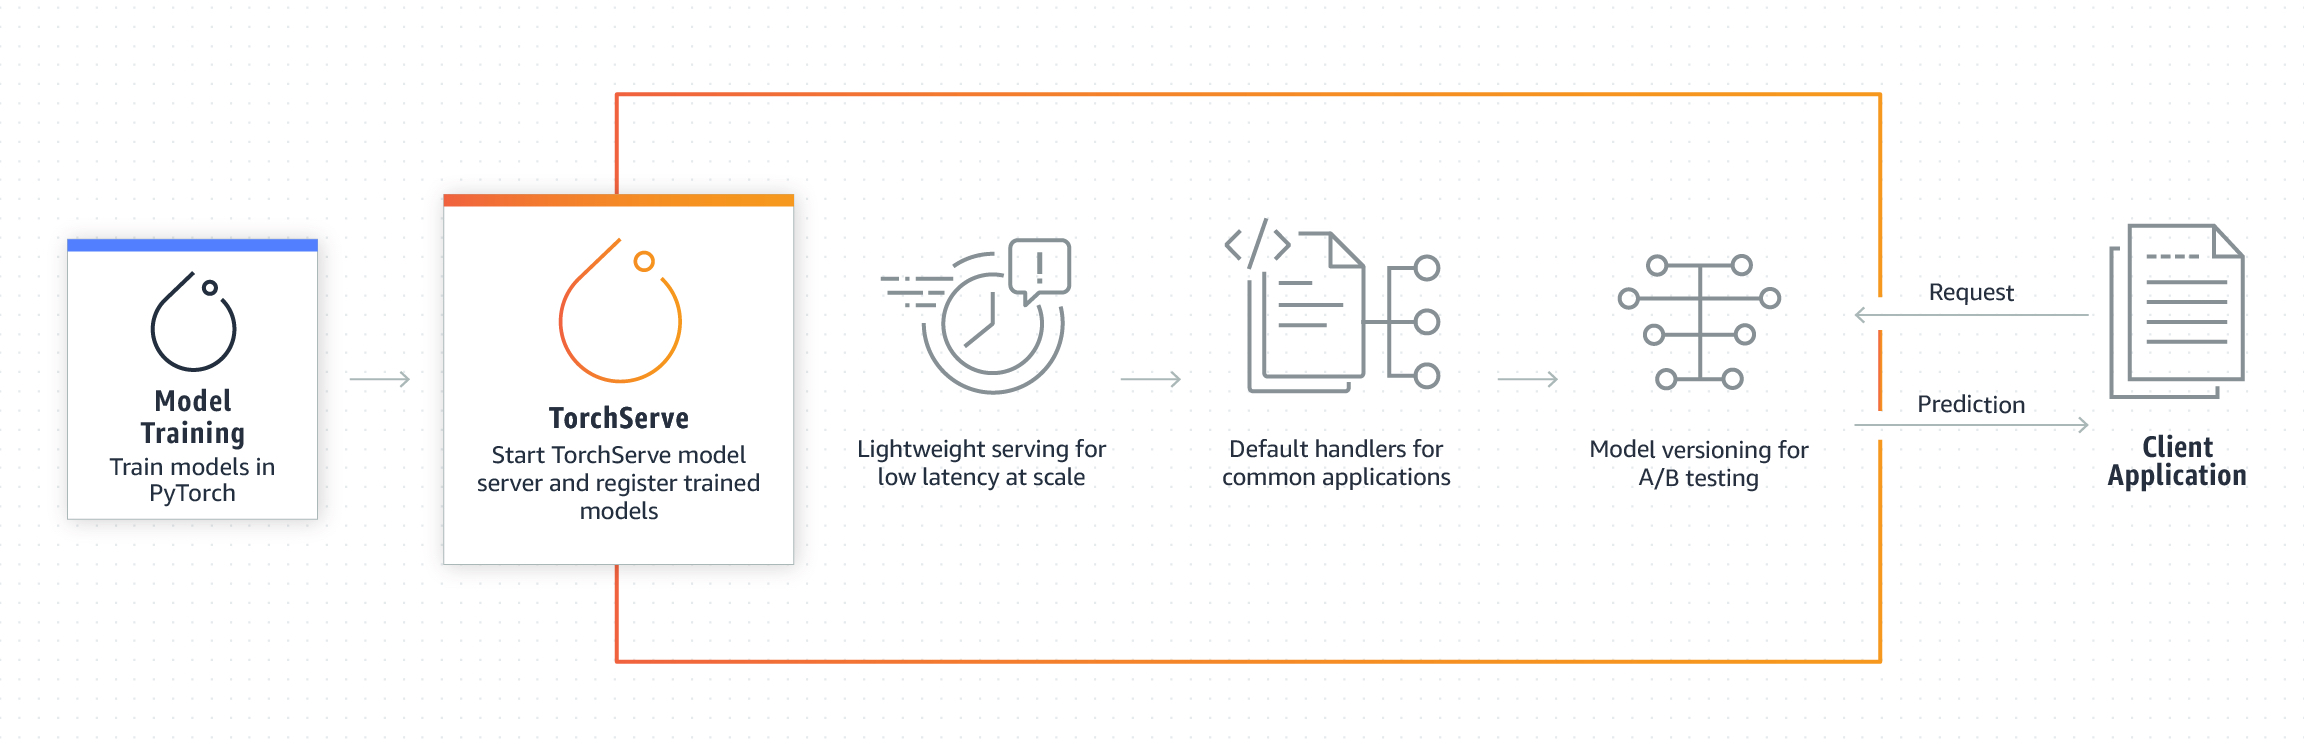 Model
Training
Train models in
PyTorch
TorchServe
Start TorchServe model
server and register trained
models
Lightweight serving for
low latency at scale
Default handlers for
common applications
Model versioning for
A/B testing
Request
Prediction
Client
Application